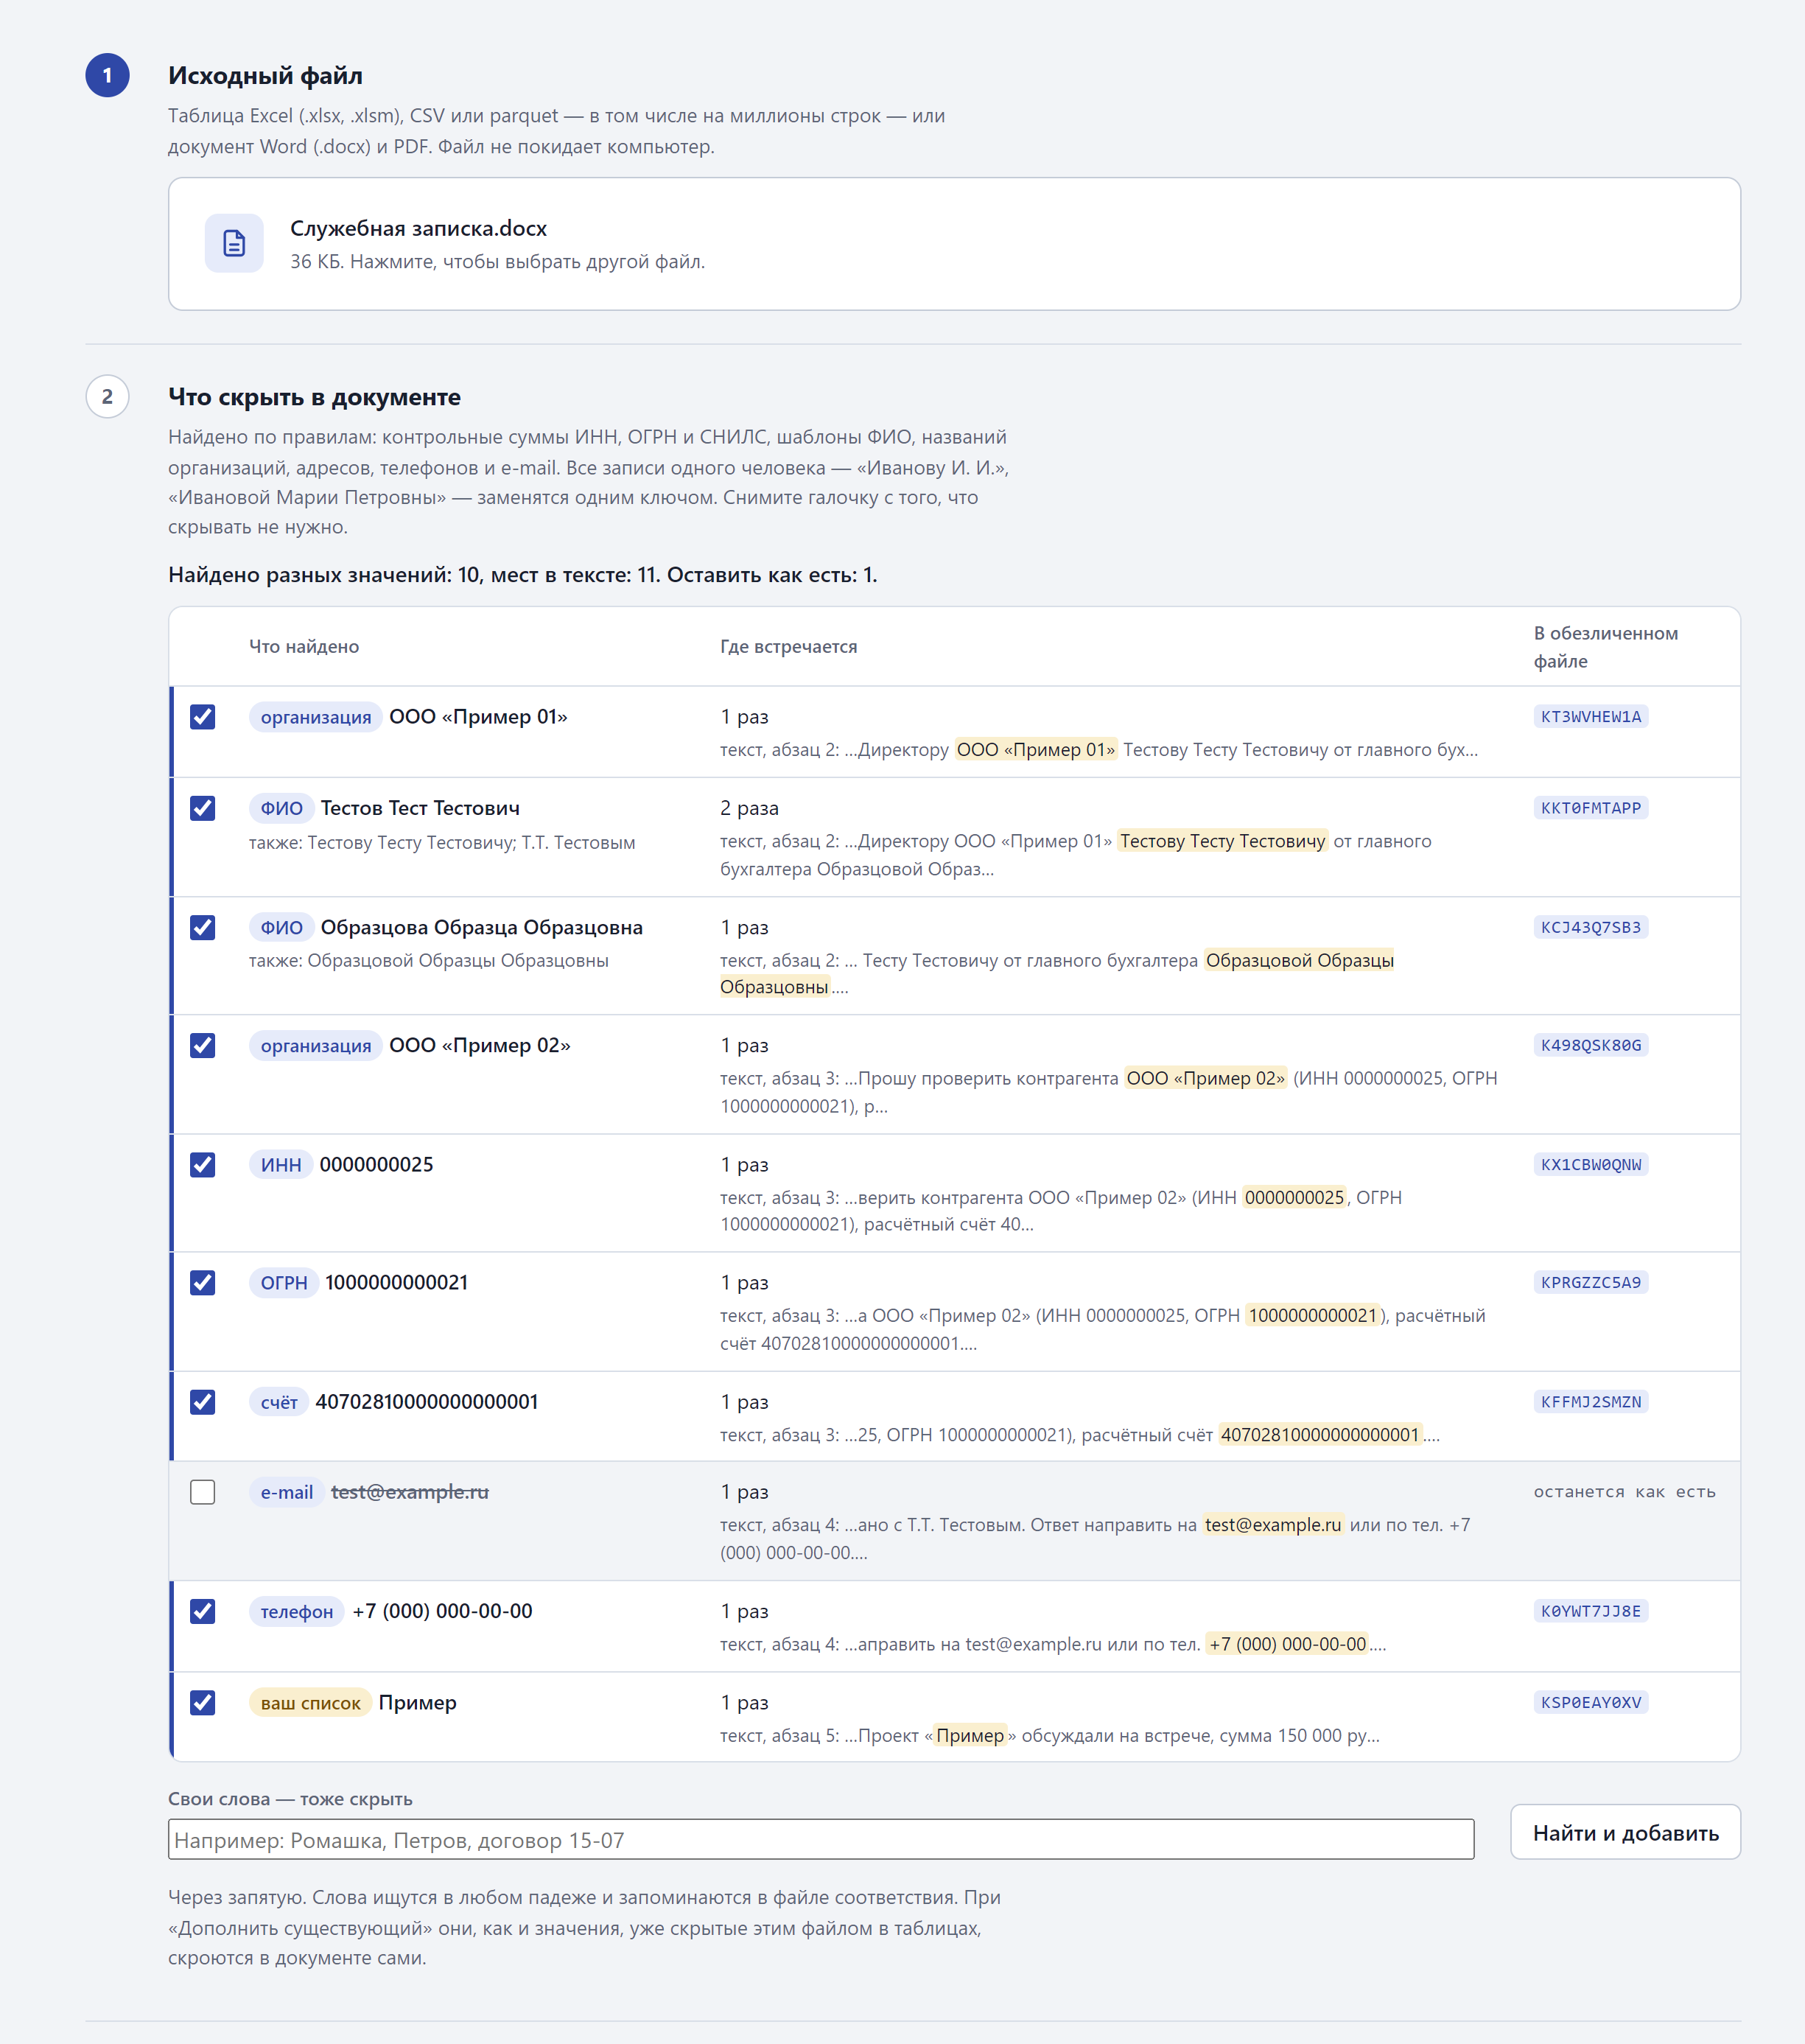 1
Исходный файл
Таблица Excel (.xlsx, .xlsm), CSV или parquet — в том числе на миллионы строк — или
документ Word (.docx) и PDF. Файл не покидает компьютер.
Служебная записка.docx
36 КБ. Нажмите, чтобы выбрать другой файл.
2
Что скрыть в документе
Найдено по правилам: контрольные суммы ИНН, ОГРН и СНИЛС, шаблоны ФИО, названий
организаций, адресов, телефонов и e-mail. Все записи одного человека — «Иванову И. И.»,
«Ивановой Марии Петровны» — заменятся одним ключом. Снимите галочку с того, что
скрывать не нужно.
Найдено разных значений: 10, мест в тексте: 11. Оставить как есть: 1.
Что найдено
Где встречается
В обезличенном
файле
организация ООО «Пример 01»
1 раз
текст, абзац 2: ...Директору ООО «Пример 01» Тестову Тесту Тестовичу от главного бух...
KT3WVHEW1A
ФИО Тестов Тест Тестович
также: Тестову Тесту Тестовичу; Т.Т. Тестовым
2 раза
текст, абзац 2: ...Директору ООО «Пример 01» Тестову Тесту Тестовичу от главного
бухгалтера Образцовой Образ...
KKT0FMTAPP
ФИО Образцова Образца Образцовна
также: Образцовой Образцы Образцовны
1 раз
текст, абзац 2: ... Тесту Тестовичу от главного бухгалтера Образцовой Образцы
Образцовны....
KCJ43Q7SB3
организация ООО «Пример 02»
1 раз
текст, абзац 3: ...Прошу проверить контрагента ООО «Пример 02» (ИНН 0000000025, ОГРН
1000000000021), р...
K498QSK80G
ИНН 0000000025
1 раз
текст, абзац 3: ...верить контрагента ООО «Пример 02» (ИНН 0000000025, ОГРН
1000000000021), расчётный счёт 40...
KX1CBW0QNW
ОГРН 1000000000021
1 раз
текст, абзац 3: ...а ООО «Пример 02» (ИНН 0000000025, ОГРН 1000000000021), расчётный
счёт 40702810000000000001....
KPRGZZC5A9
счёт 40702810000000000001
1 раз
текст, абзац 3: ...25, ОГРН 1000000000021), расчётный счёт 40702810000000000001....
KFFMJ2SMZN
e-mail test@example.ru
1 раз
текст, абзац 4: ...ано с Т.Т. Тестовым. Ответ направить на test@example.ru или по тел. +7
(000) 000-00-00....
останется как есть
телефон +7 (000) 000-00-00
1 раз
текст, абзац 4: ...аправить на test@example.ru или по тел. +7 (000) 000-00-00....
K0YWT7JJ8E
ваш список Пример
1 раз
текст, абзац 5: ...Проект «Пример» обсуждали на встрече, сумма 150 000 ру...
KSP0EAY0XV
Свои слова — тоже скрыть
Например: Ромашка, Петров, договор 15-07
Найти и добавить
Через запятую. Слова ищутся в любом падеже и запоминаются в файле соответствия. При
«Дополнить существующий» они, как и значения, уже скрытые этим файлом в таблицах,
скроются в документе сами.